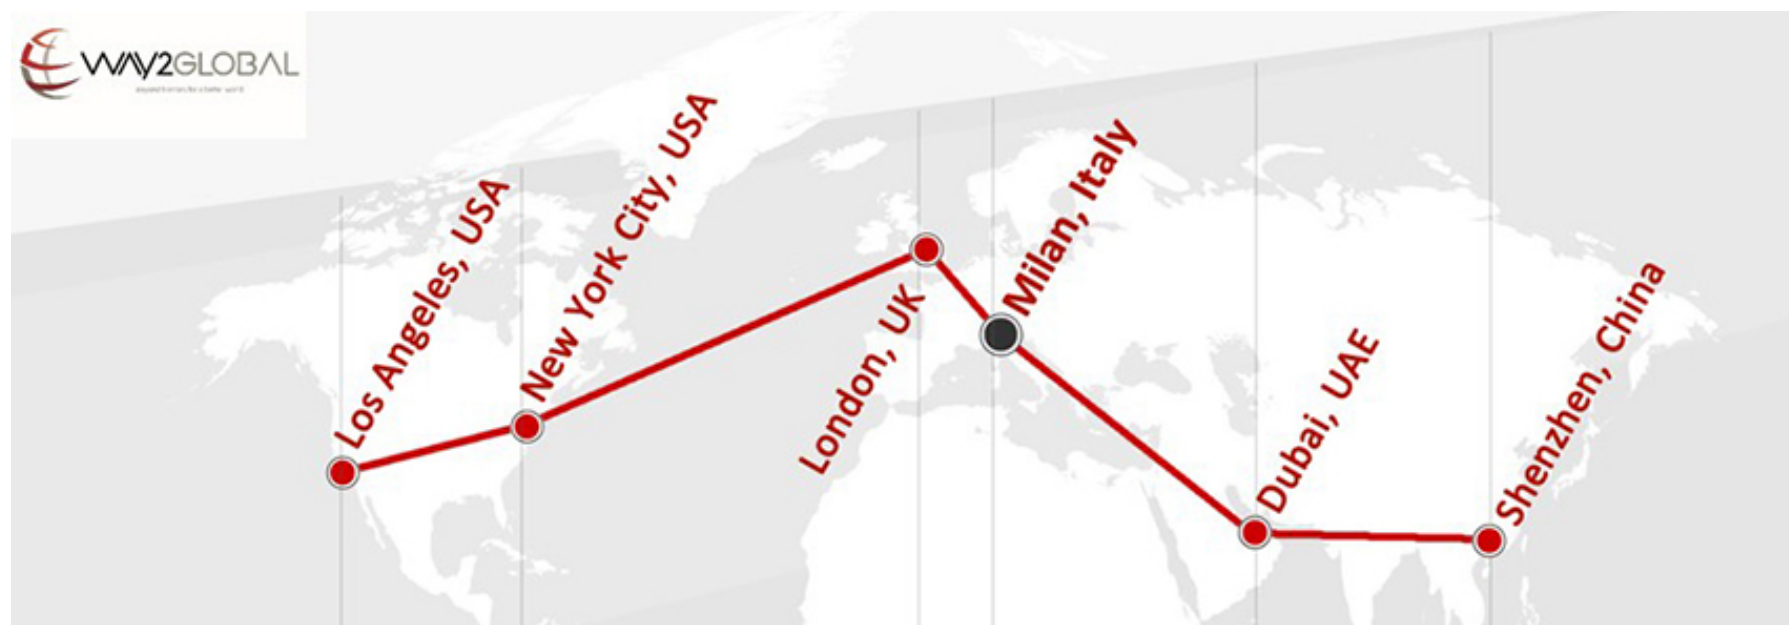 WAY2GLOBAL
Los Angeles, USA
New York City, USA
London, UK
Milan, Italy
Dubai, UAE
Shenzhen, China